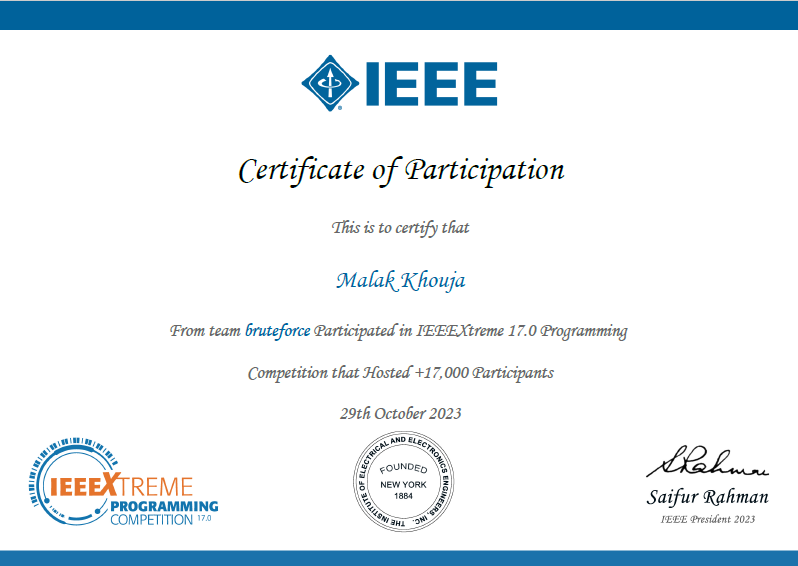 IEEE
Certificate of Participation
This is to certify that
Malak Khouja
From team bruteforce Participated in IEEEXtreme 17.0 Programming
Competition that Hosted +17,000 Participants
29th October 2023
IEEEXTREME
PROGRAMMING
COMPETITION 17.0
THE INSTITUTE OF ELECTRICAL AND ELECTRONICS ENGINEERS, INC.
FOUNDED
NEW YORK
1884
SRahman
Saifur Rahman
IEEE President 2023